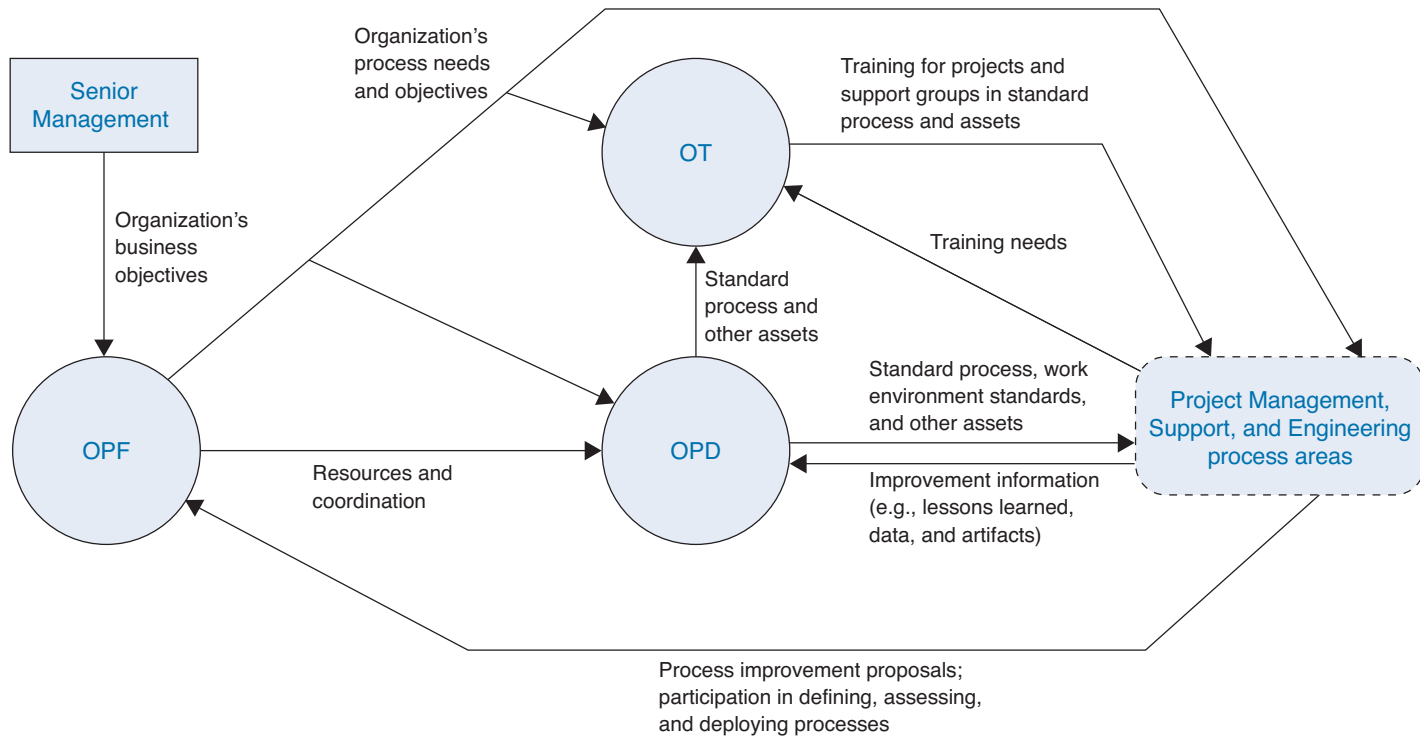 Organization’s
process needs
and objectives
Senior
Management
Training for projects and
support groups in standard
process and assets
OT
Organization’s
business
objectives
Training needs
Standard
process and
other assets
Standard process, work
environment standards,
and other assets
Project Management,
Support, and Engineering
process areas
OPF
OPD
Resources and
coordination
Improvement information
(e.g., lessons learned,
data, and artifacts)
Process improvement proposals;
participation in defining, assessing,
and deploying processes